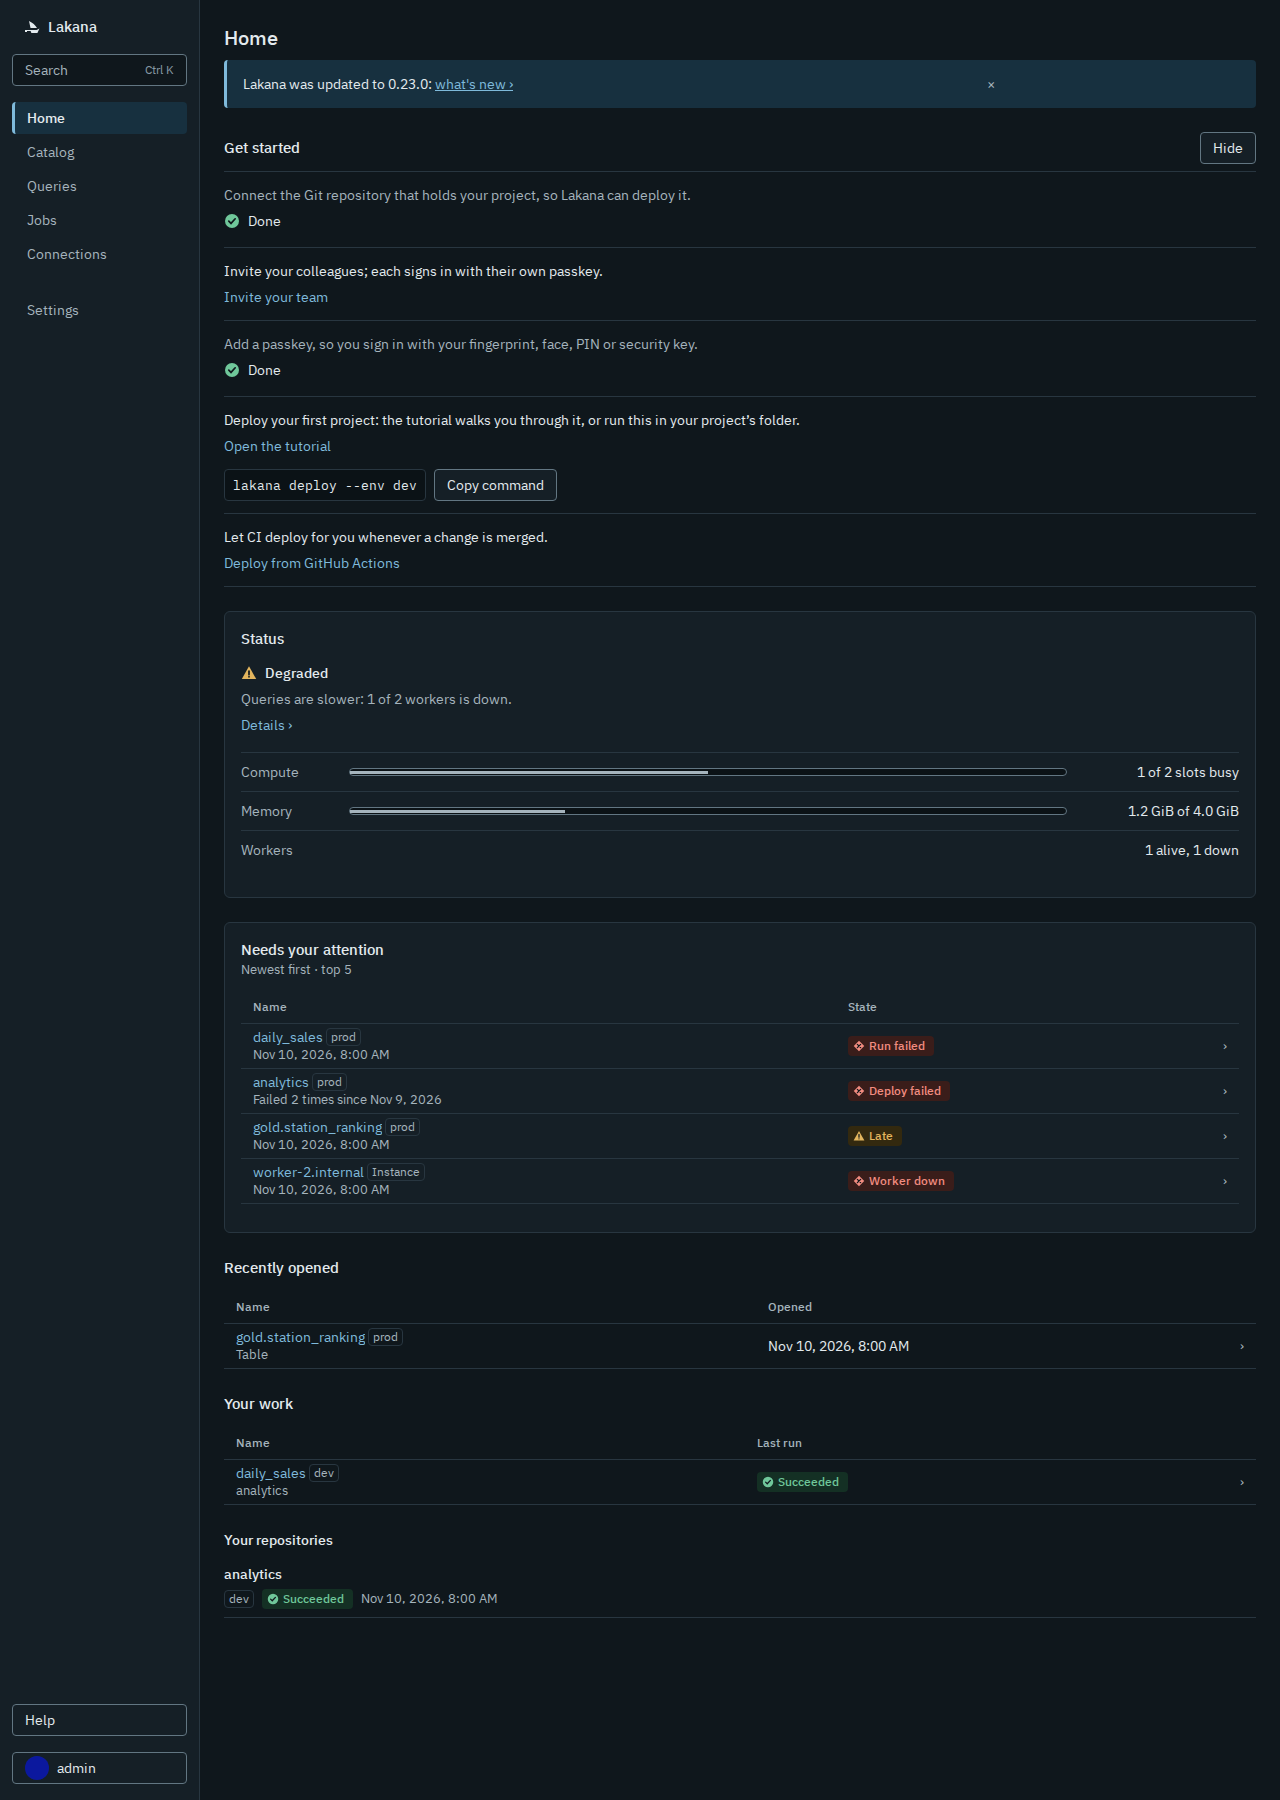 Lakana
Search Ctrl K
Home
Catalog
Queries
Jobs
Connections
Settings
Help
admin
Home
Lakana was updated to 0.23.0: what's new › ×
Get started Hide
Connect the Git repository that holds your project, so Lakana can deploy it.
Done
Invite your colleagues; each signs in with their own passkey.
Invite your team
Add a passkey, so you sign in with your fingerprint, face, PIN or security key.
Done
Deploy your first project: the tutorial walks you through it, or run this in your project’s folder.
Open the tutorial
lakana deploy --env dev Copy command
Let CI deploy for you whenever a change is merged.
Deploy from GitHub Actions
Status
Degraded
Queries are slower: 1 of 2 workers is down.
Details ›
Compute 1 of 2 slots busy
Memory 1.2 GiB of 4.0 GiB
Workers 1 alive, 1 down
Needs your attention
Newest first · top 5
Name State
daily_sales prod Run failed ›
Nov 10, 2026, 8:00 AM
analytics prod Deploy failed ›
Failed 2 times since Nov 9, 2026
gold.station_ranking prod Late ›
Nov 10, 2026, 8:00 AM
worker-2.internal Instance Worker down ›
Nov 10, 2026, 8:00 AM
Recently opened
Name Opened
gold.station_ranking prod Nov 10, 2026, 8:00 AM ›
Table
Your work
Name Last run
daily_sales dev Succeeded ›
analytics
Your repositories
analytics
dev Succeeded Nov 10, 2026, 8:00 AM